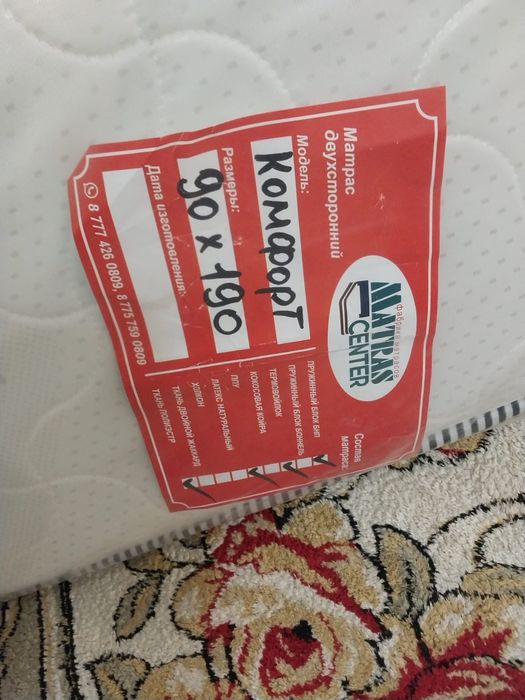 Матрас
двухсторонний
Фабрика матрасов
MATRAS
CENTER
Модель:
Комфорт
Размеры:
90 х 190
Дата изготовления:
8 777 426 0809, 8 775 759 0809
Состав
матраса:
ПРУЖИННЫЙ БЛОК БНП
ПРУЖИННЫЙ БЛОК БОННЕЛЬ
ТЕРМОВОЙЛОК
КОКОСОВАЯ КОЙРА
ППУ
ЛАТЕКС НАТУРАЛЬНЫЙ
ХОЛКОН
ТКАНЬ ДВОЙНОЙ ЖАККАРД
ТКАНЬ ПОЛИЭСТР